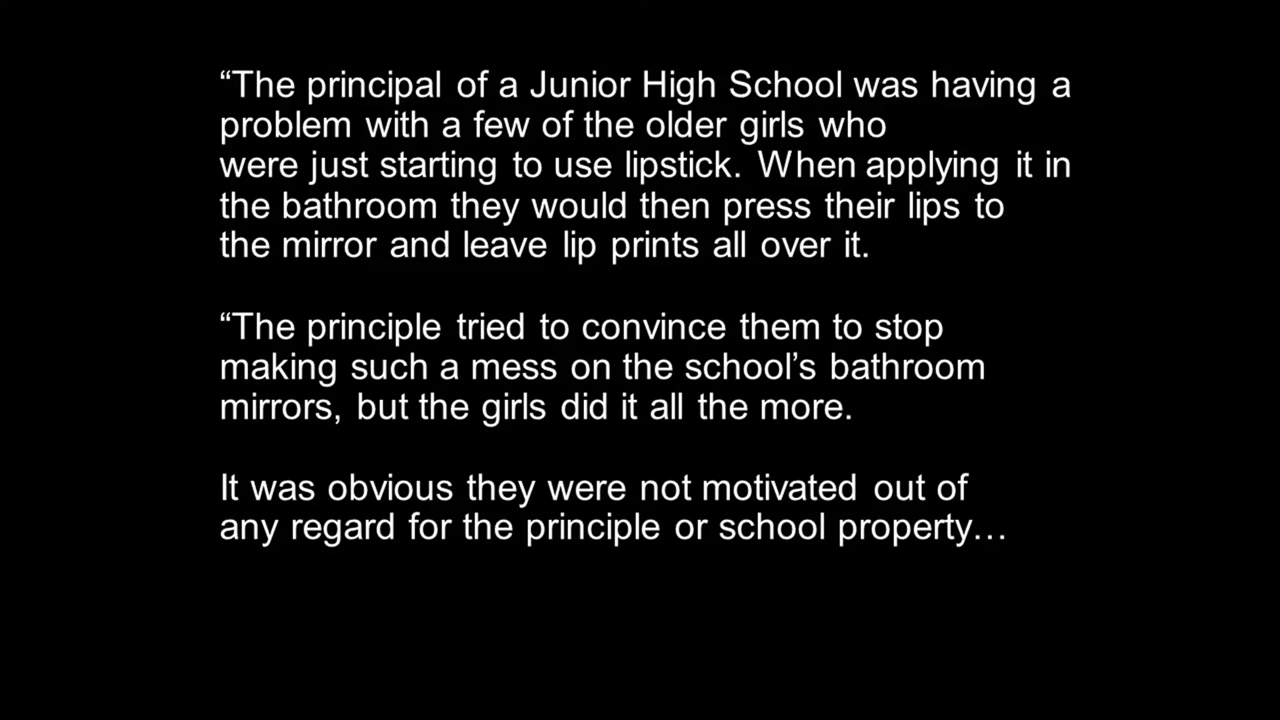 “The principal of a Junior High School was having a
problem with a few of the older girls who
were just starting to use lipstick. When applying it in
the bathroom they would then press their lips to
the mirror and leave lip prints all over it.
“The principle tried to convince them to stop
making such a mess on the school’s bathroom
mirrors, but the girls did it all the more.
It was obvious they were not motivated out of
any regard for the principle or school property…